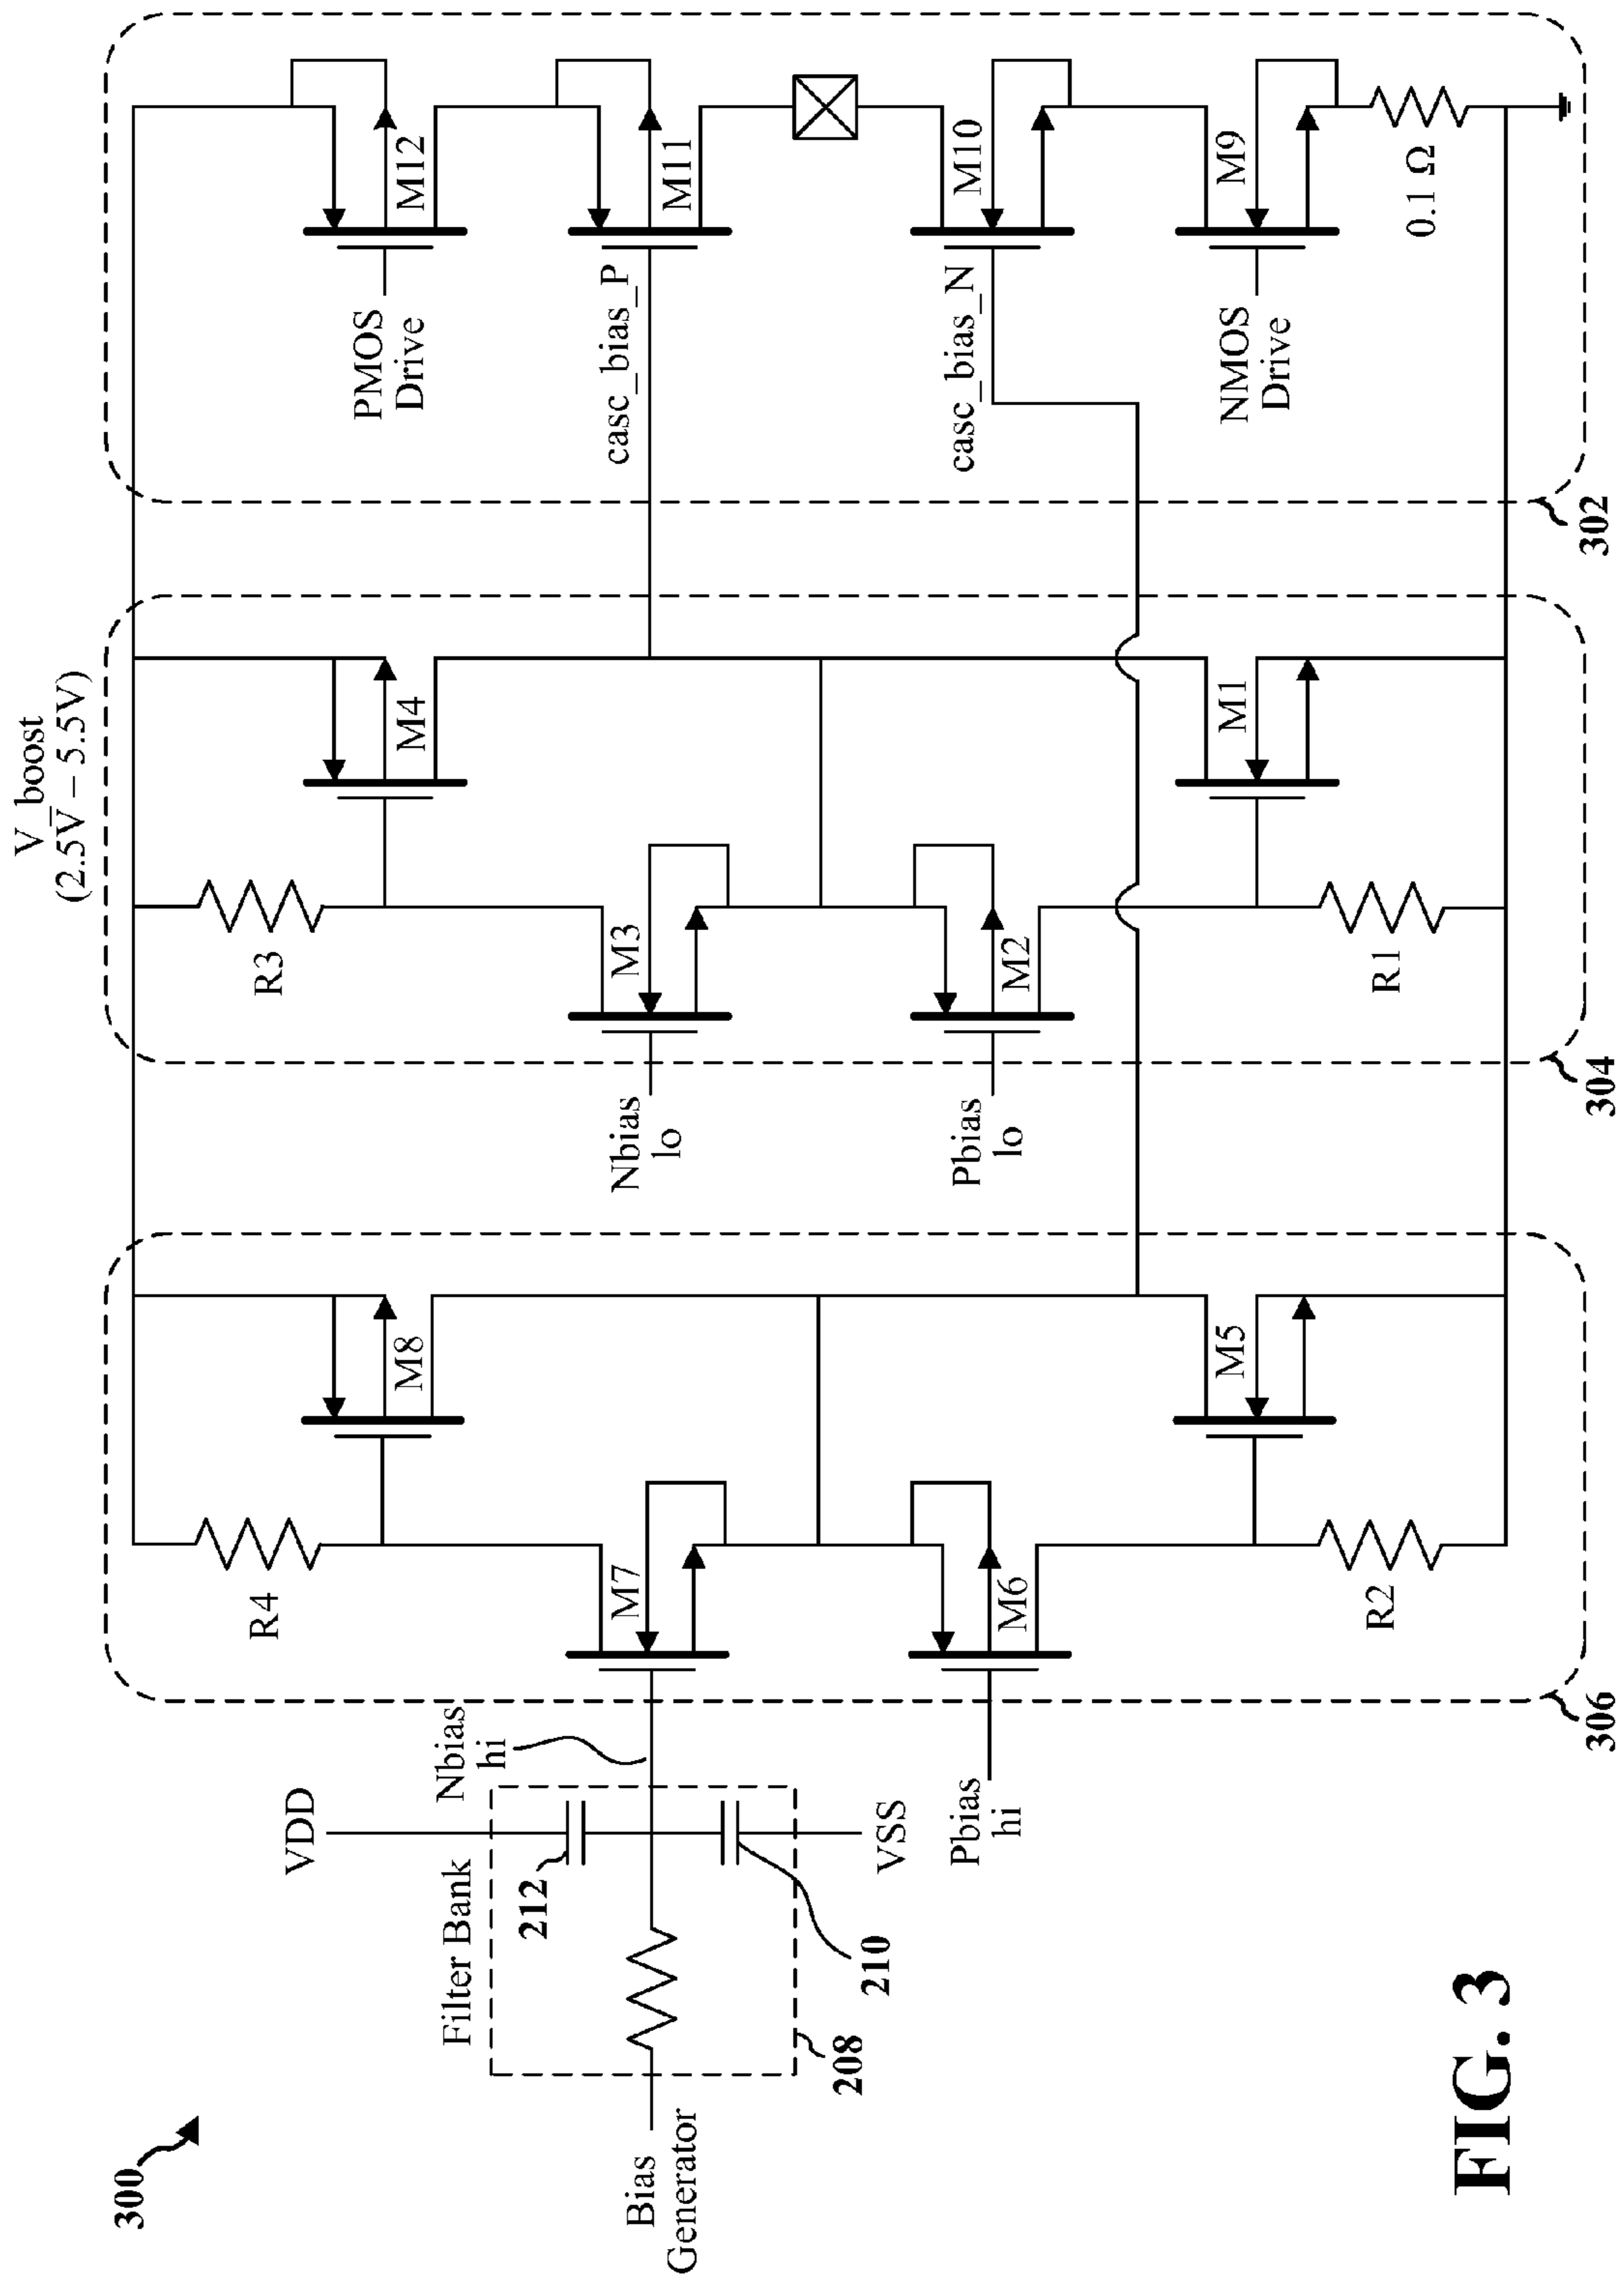 300
V_boost
(2.5V – 5.5V)
VDD
Filter Bank
212
Bias
Generator
208
210
VSS
Nbias
hi
Pbias
hi
R4
M8
M7
M6
M5
R2
306
Nbias
lo
Pbias
lo
R3
M4
M3
M2
M1
R1
304
PMOS
Drive
M12
casc_bias_P
M11
casc_bias_N
M10
NMOS
Drive
M9
0.1 Ω
302
FIG. 3